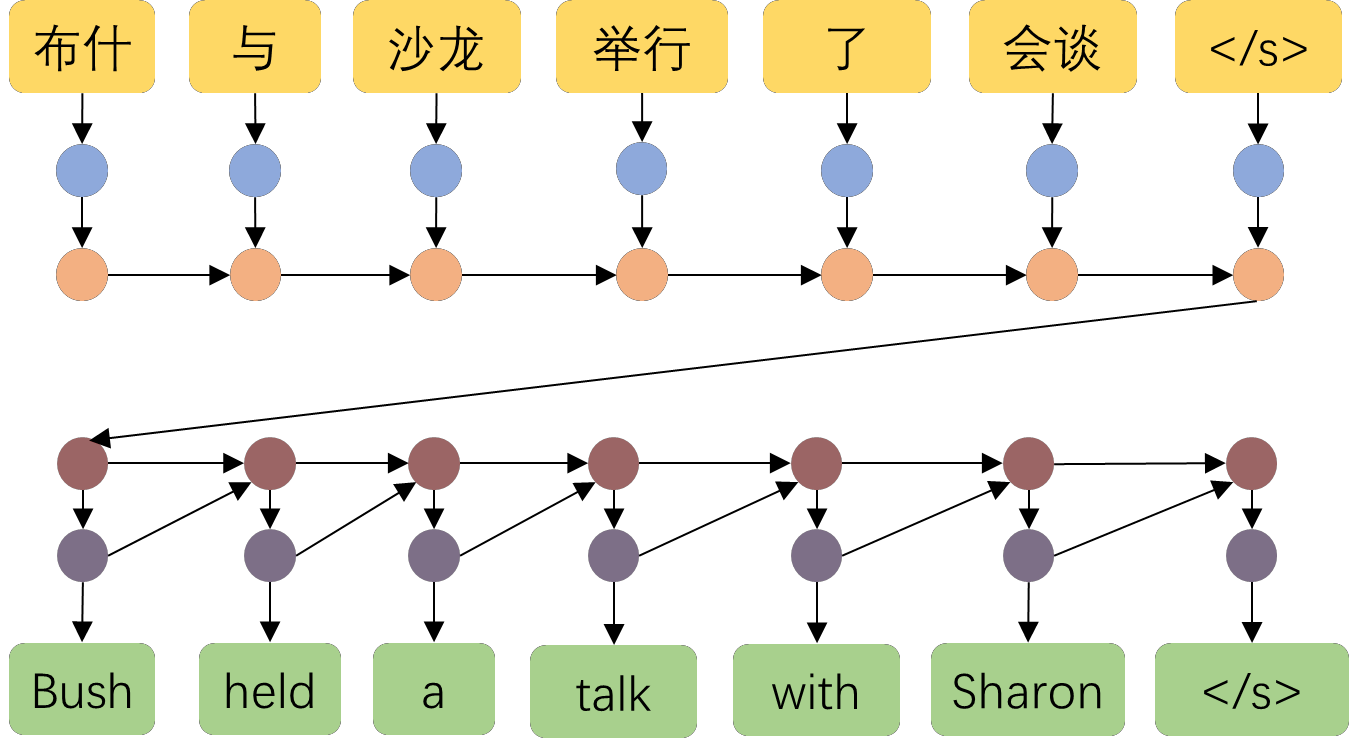 布什 与 沙龙 举行 了 会谈 </s>
Bush held a talk with Sharon </s>